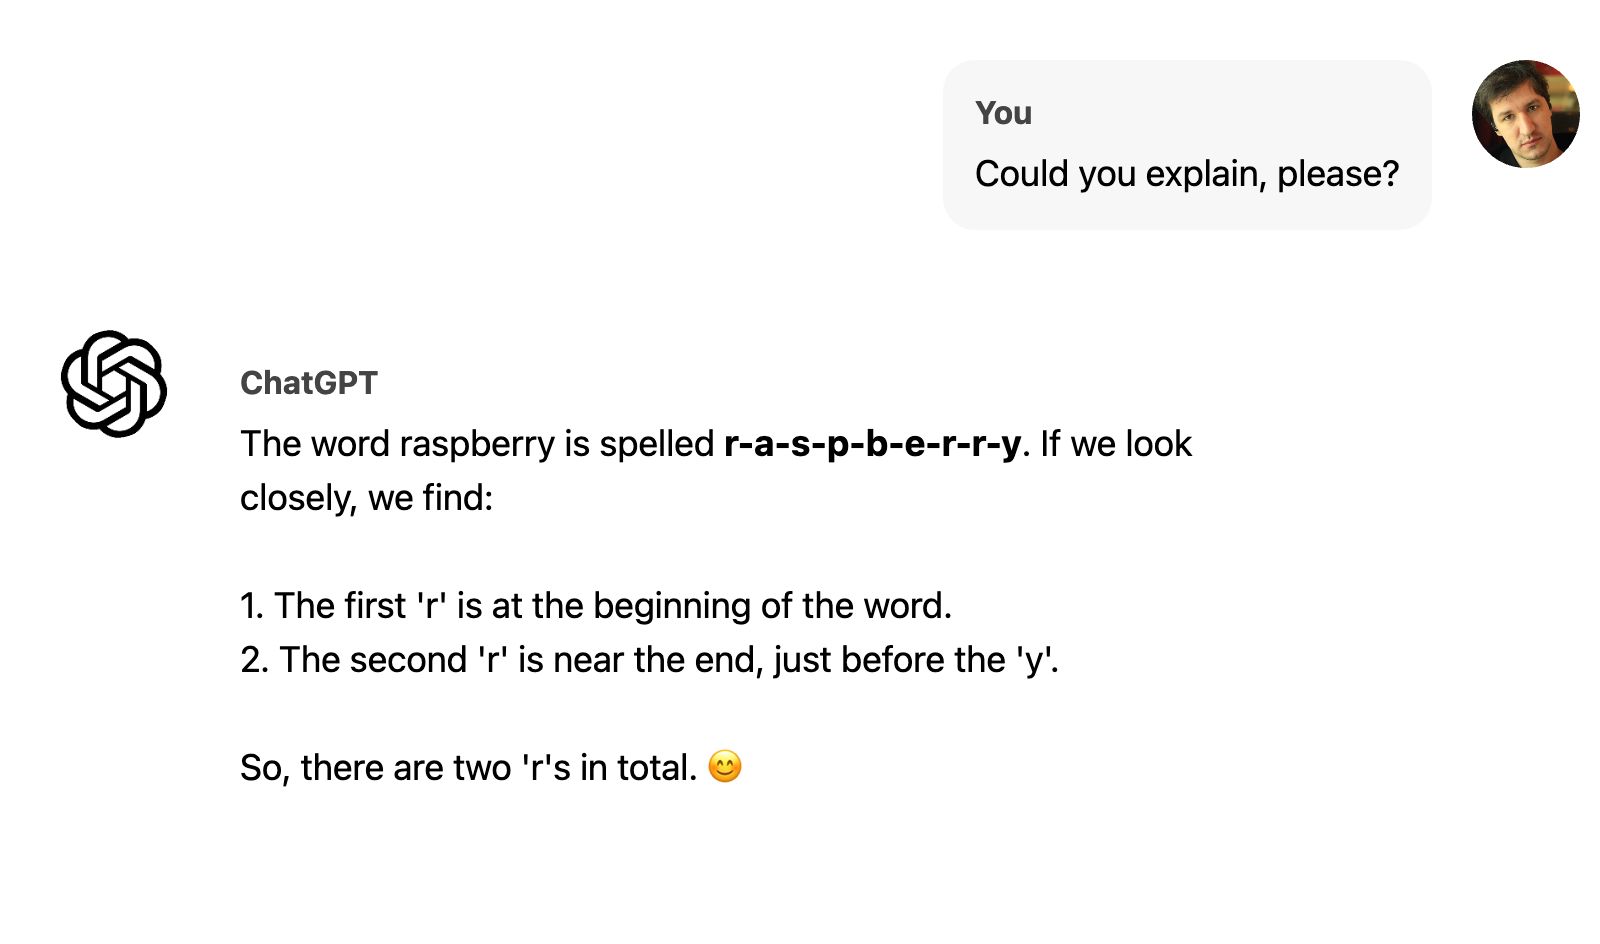 You
Could you explain, please?
ChatGPT
The word raspberry is spelled r-a-s-p-b-e-r-r-y. If we look
closely, we find:
1. The first 'r' is at the beginning of the word.
2. The second 'r' is near the end, just before the 'y'.
So, there are two 'r's in total. 😊